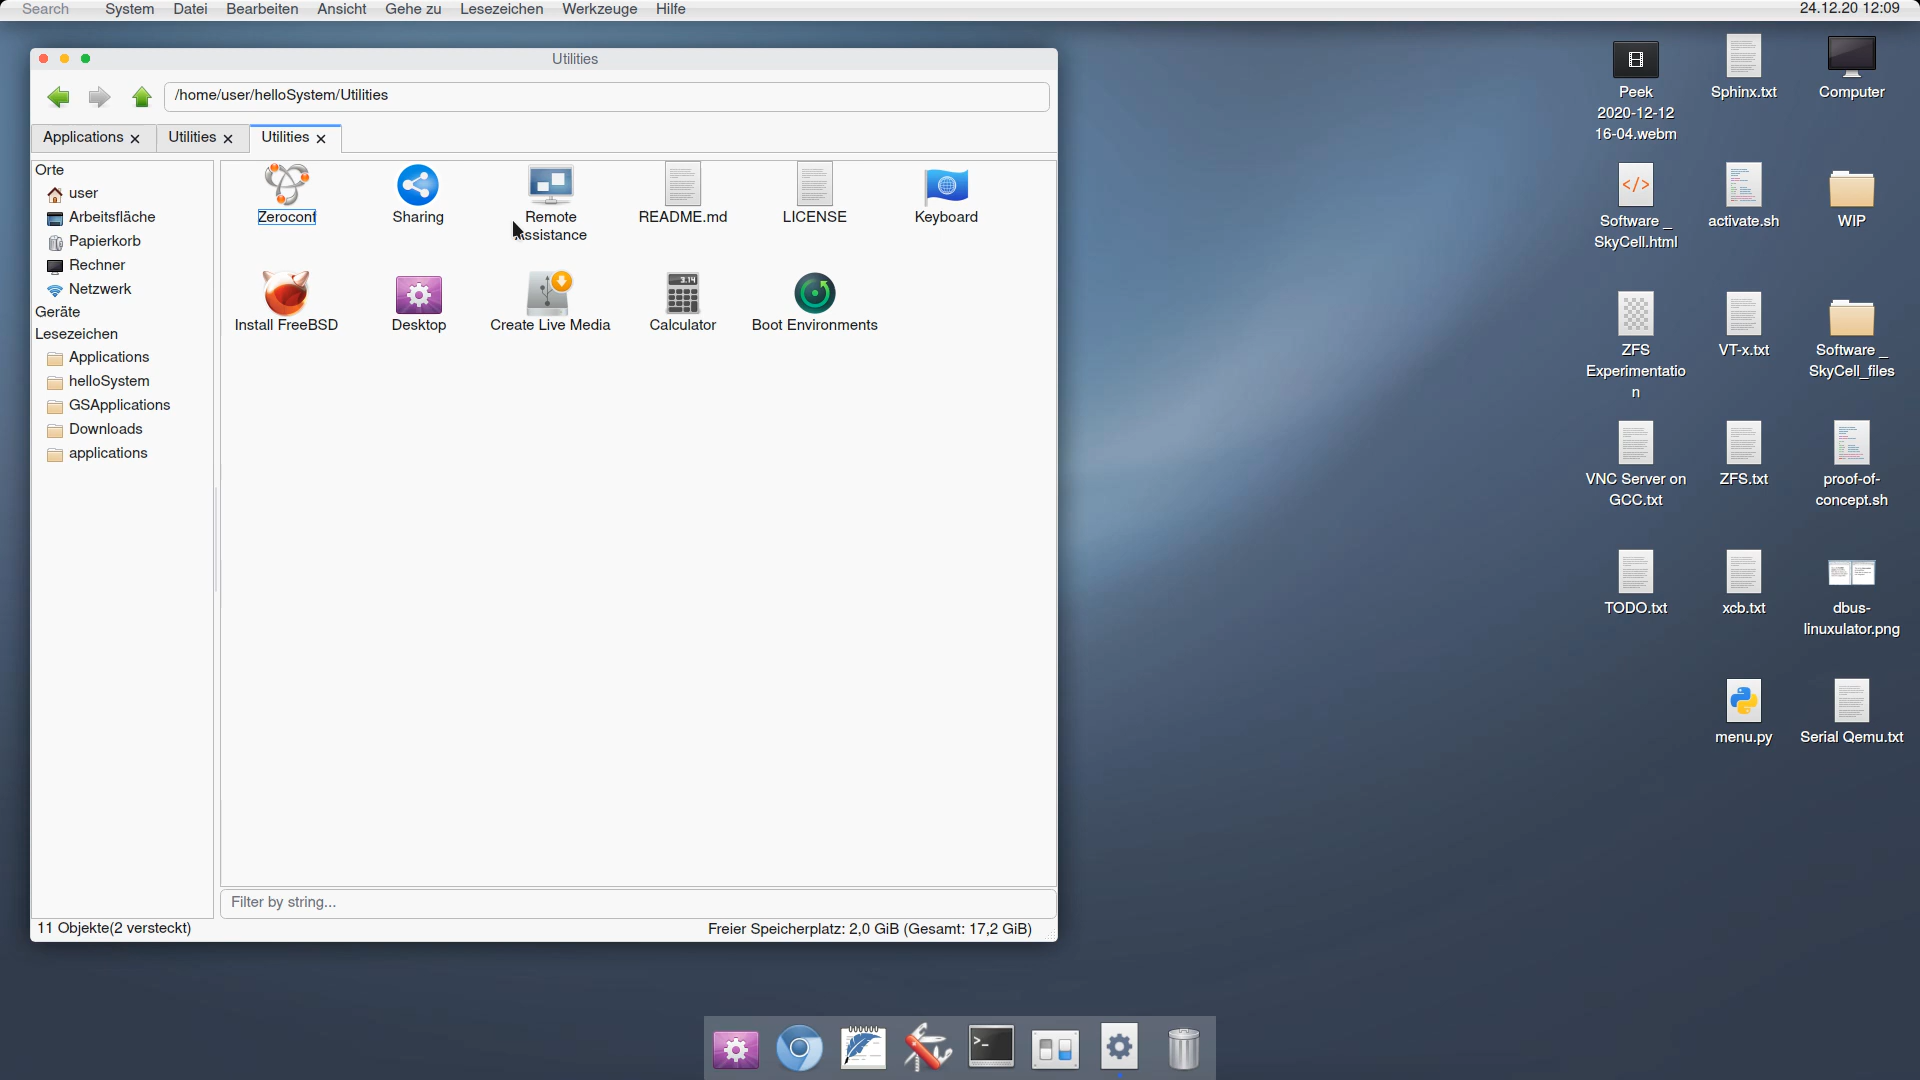 Search System Datei Bearbeiten Ansicht Gehe zu Lesezeichen Werkzeuge Hilfe 24.12.20 12:09
Utilities
/home/user/helloSystem/Utilities
Applications Utilities Utilities
Orte
user
Arbeitsfläche
Papierkorb
Rechner
Netzwerk
Geräte
Lesezeichen
Applications
helloSystem
GSApplications
Downloads
applications
Zeroconf
Sharing
Remote
Assistance
README.md
LICENSE
Keyboard
Install FreeBSD
Desktop
Create Live Media
3.14
Calculator
Boot Environments
Filter by string...
11 Objekte(2 versteckt)
Freier Speicherplatz: 2,0 GiB (Gesamt: 17,2 GiB)
Peek
2020-12-12
16-04.webm
Sphinx.txt
Computer
</>
Software _
SkyCell.html
activate.sh
WIP
ZFS
Experimentatio
n
VT-x.txt
Software _
SkyCell_files
VNC Server on
GCC.txt
ZFS.txt
proof-of-
concept.sh
TODO.txt
xcb.txt
dbus-
linuxulator.png
menu.py
Serial Qemu.txt
>_